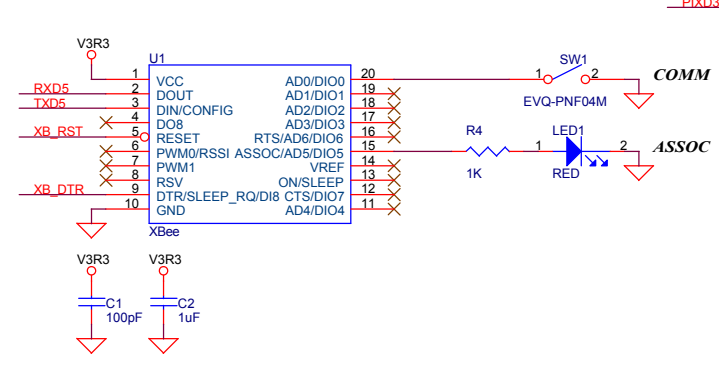 PIXD3
V3R3
U1
SW1
1 VCC AD0/DIO0 20 1 2 COMM
RXD5 2 DOUT AD1/DIO1 19
TXD5 3 DIN/CONFIG AD2/DIO2 18 EVQ-PNF04M
4 DO8 AD3/DIO3 17
XB_RST 5 RESET RTS/AD6/DIO6 16 R4 LED1
6 PWM0/RSSI ASSOC/AD5/DIO5 15 1 2 ASSOC
7 PWM1 VREF 14
8 RSV ON/SLEEP 13 1K RED
XB_DTR 9 DTR/SLEEP_RQ/DI8 CTS/DIO7 12
10 GND AD4/DIO4 11
XBee
V3R3 V3R3
C1 C2
100pF 1uF